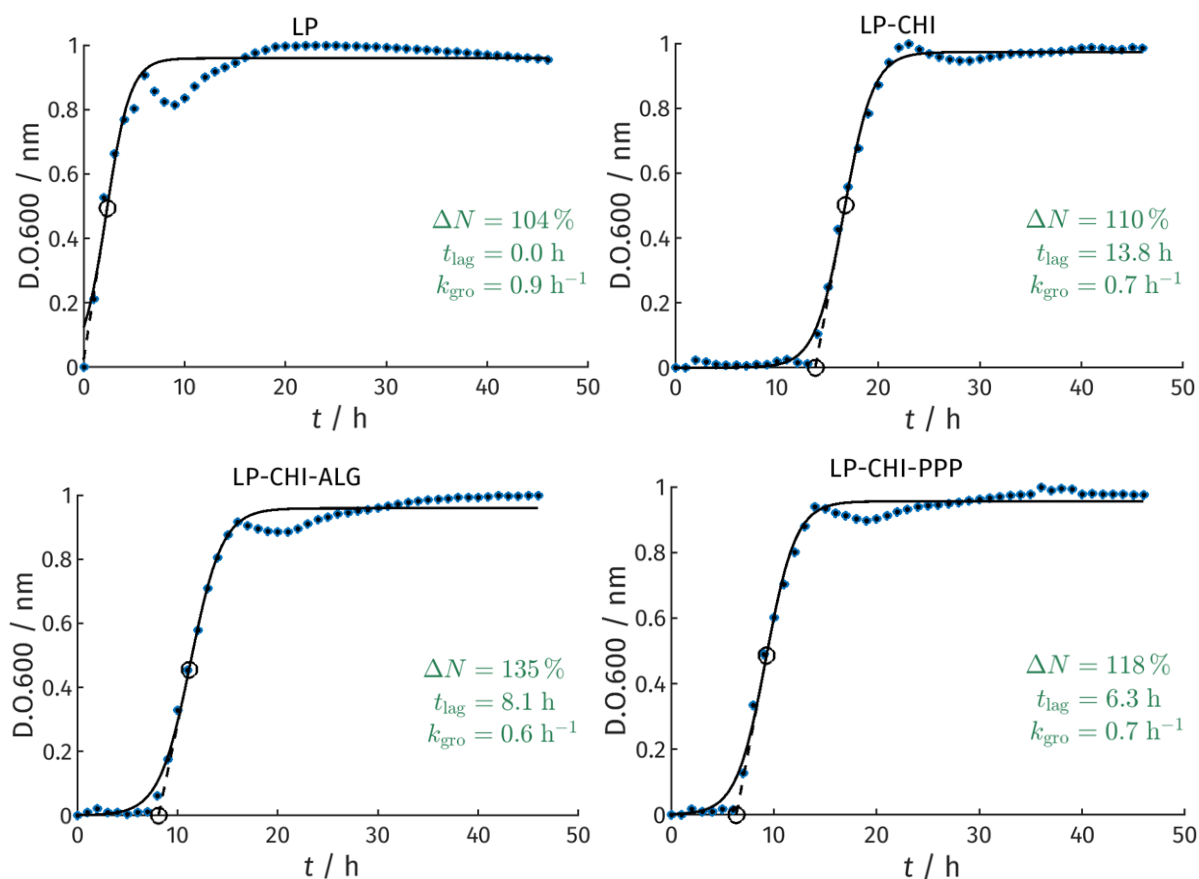 LP
1
0.8
0.6
0.4
0.2
0
D.O.600 / nm
ΔN = 104 %
t_lag = 0.0 h
k_gro = 0.9 h⁻¹
0 10 20 30 40 50
t / h
LP-CHI
1
0.8
0.6
0.4
0.2
0
D.O.600 / nm
ΔN = 110 %
t_lag = 13.8 h
k_gro = 0.7 h⁻¹
0 10 20 30 40 50
t / h
LP-CHI-ALG
1
0.8
0.6
0.4
0.2
0
D.O.600 / nm
ΔN = 135 %
t_lag = 8.1 h
k_gro = 0.6 h⁻¹
0 10 20 30 40 50
t / h
LP-CHI-PPP
1
0.8
0.6
0.4
0.2
0
D.O.600 / nm
ΔN = 118 %
t_lag = 6.3 h
k_gro = 0.7 h⁻¹
0 10 20 30 40 50
t / h